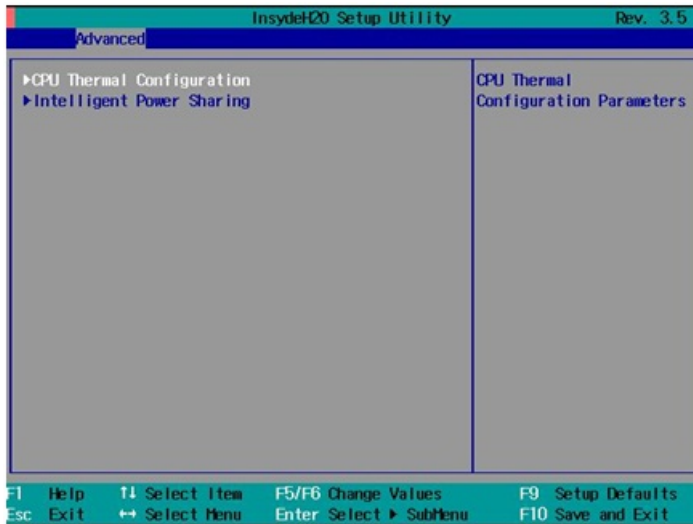 InsydeH20 Setup Utility Rev. 3.5
Advanced
▶CPU Thermal Configuration
▶Intelligent Power Sharing
CPU Thermal
Configuration Parameters
F1 Help ↑↓ Select Item F5/F6 Change Values F9 Setup Defaults
Esc Exit ↔ Select Menu Enter Select ▶ SubMenu F10 Save and Exit